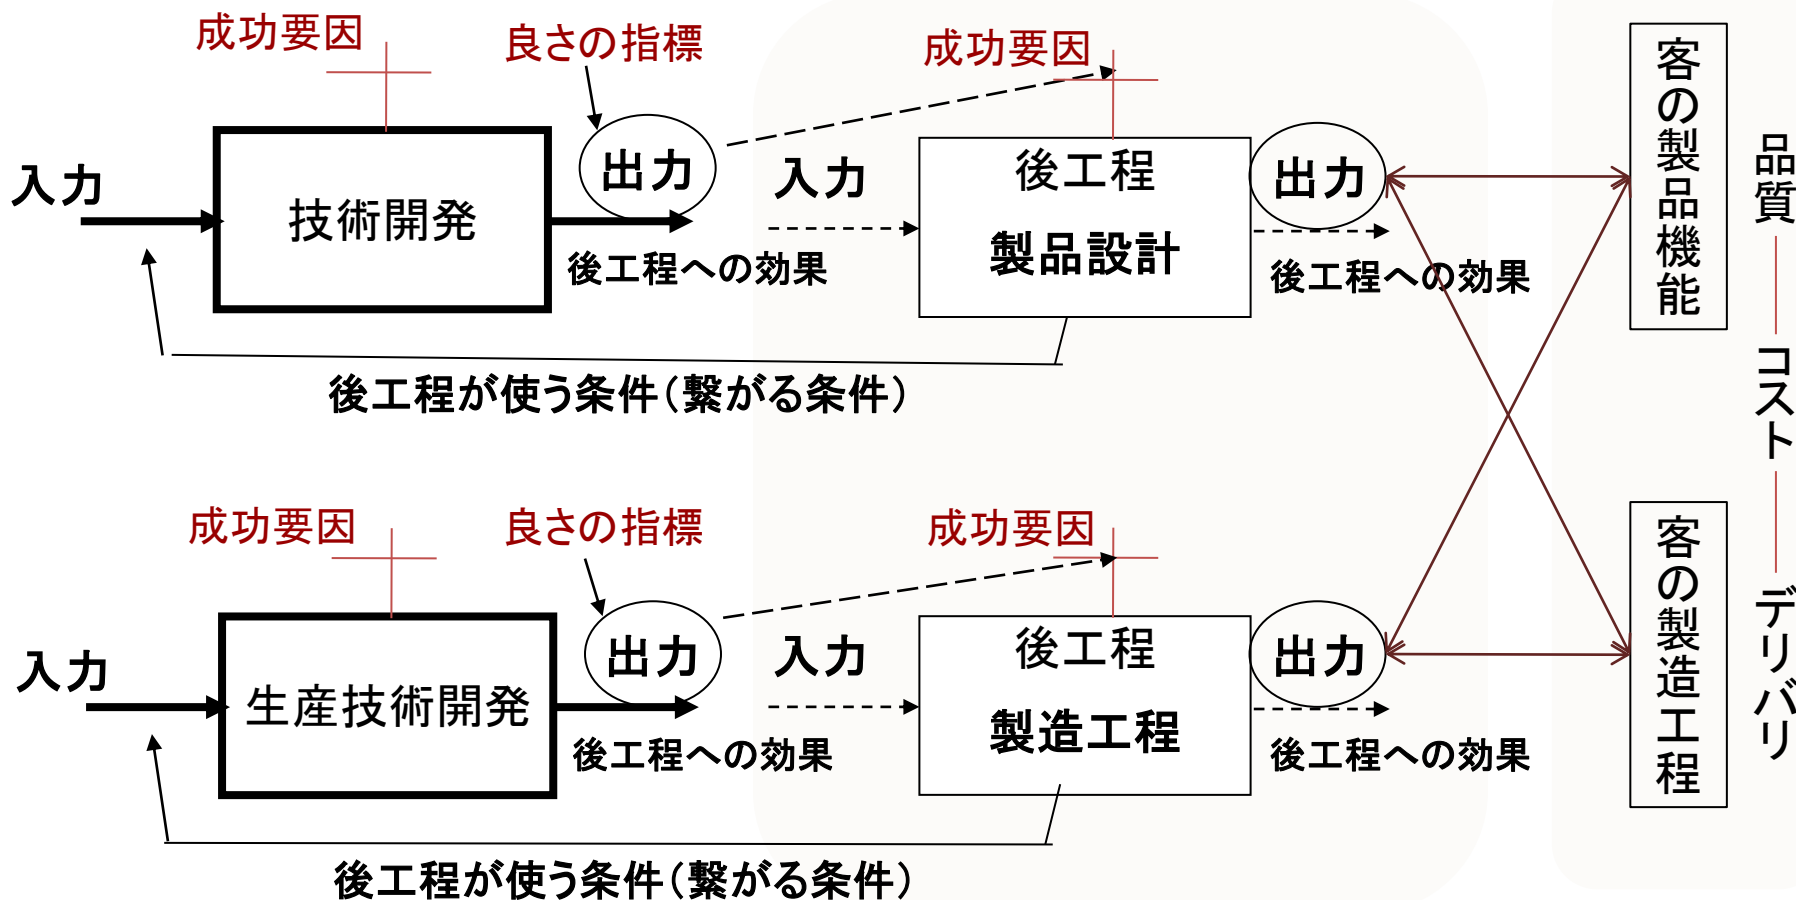 成功要因
良さの指標
成功要因
入力
技術開発
出力
後工程への効果
入力
後工程
製品設計
出力
後工程への効果
後工程が使う条件(繋がる条件)
客の製品機能
成功要因
良さの指標
成功要因
入力
生産技術開発
出力
後工程への効果
入力
後工程
製造工程
出力
後工程への効果
後工程が使う条件(繋がる条件)
客の製造工程
品質
コスト
デリバリ